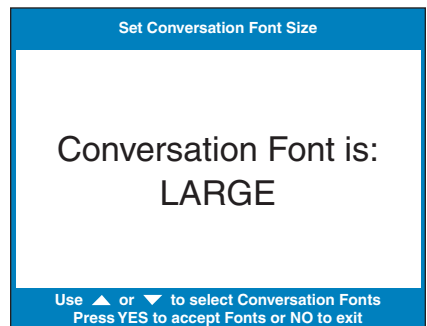 Set Conversation Font Size
Conversation Font is:
LARGE
Use ▲ or ▼ to select Conversation Fonts
Press YES to accept Fonts or NO to exit